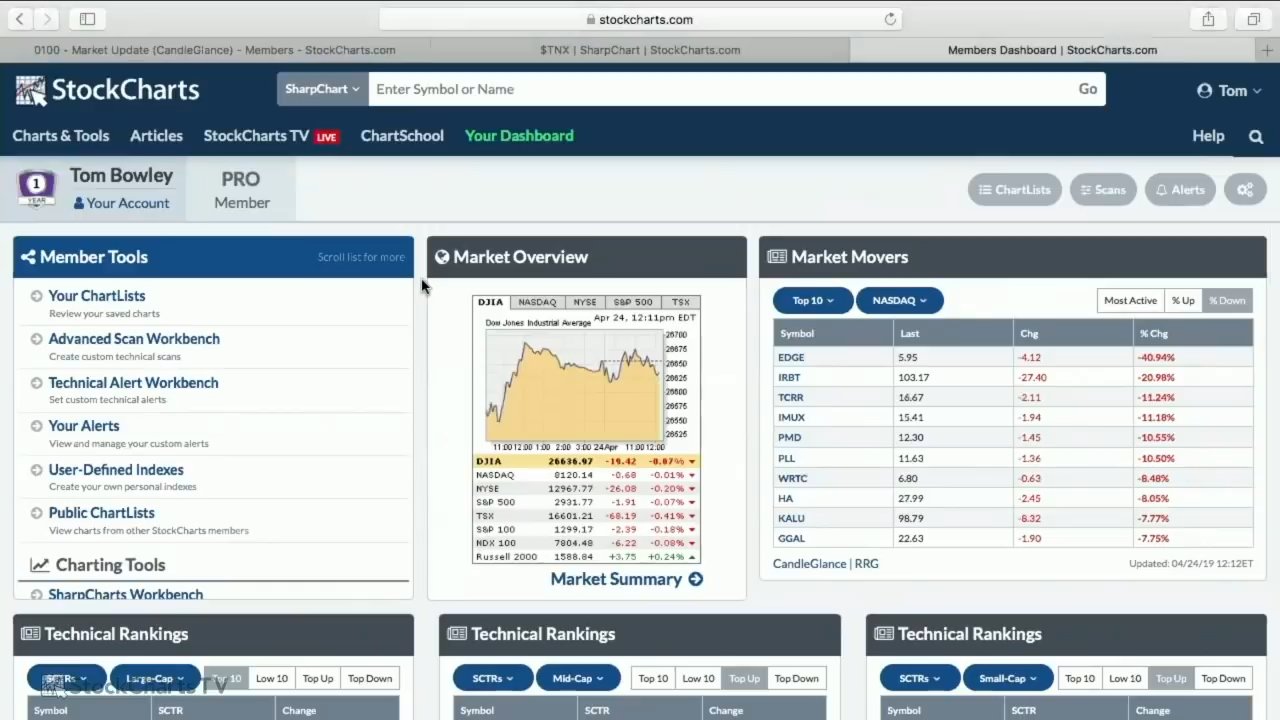 stockcharts.com
0100 - Market Update (CandleGlance) - Members - StockCharts.com
$TNX | SharpChart | StockCharts.com
Members Dashboard | StockCharts.com
StockCharts
SharpChart
Enter Symbol or Name
Go
Tom
Charts & Tools
Articles
StockCharts TV LIVE
ChartSchool
Your Dashboard
Help
1 YEAR
Tom Bowley
Your Account
PRO
Member
ChartLists
Scans
Alerts
Member Tools
Scroll list for more
Your ChartLists
Review your saved charts
Advanced Scan Workbench
Create custom technical scans
Technical Alert Workbench
Set custom technical alerts
Your Alerts
View and manage your custom alerts
User-Defined Indexes
Create your own personal indexes
Public ChartLists
View charts from other StockCharts members
Charting Tools
SharpCharts Workbench
Market Overview
DJIA NASDAQ NYSE S&P 500 TSX
Apr 24, 12:11pm EDT
Dow Jones Industrial Average
26700
26675
26650
26625
26600
26575
26550
26525
11:00 12:00 1:00 2:00 3:00 24Apr 11:00 12:00
DJIA 26636.97 -19.42 -0.07%
NASDAQ 8120.14 -0.68 -0.01%
NYSE 12967.77 -26.08 -0.20%
S&P 500 2931.77 -1.91 -0.07%
TSX 16601.21 -68.19 -0.41%
S&P 100 1299.17 -2.39 -0.18%
NDX 100 7804.48 -6.22 -0.08%
Russell 2000 1588.84 +3.75 +0.24%
Market Summary
Market Movers
Top 10
NASDAQ
Most Active % Up % Down
Symbol Last Chg % Chg
EDGE 5.95 -4.12 -40.94%
IRBT 103.17 -27.40 -20.98%
TCRR 16.67 -2.11 -11.24%
IMUX 15.41 -1.94 -11.18%
PMD 12.30 -1.45 -10.55%
PLL 11.63 -1.36 -10.50%
WRTC 6.80 -0.63 -8.48%
HA 27.99 -2.45 -8.05%
KALU 98.79 -8.32 -7.77%
GGAL 22.63 -1.90 -7.75%
CandleGlance | RRG
Updated: 04/24/19 12:12ET
Technical Rankings
SCTRs Large-Cap Top 10 Low 10 Top Up Top Down
StockCharts TV
Symbol SCTR Change
Technical Rankings
SCTRs Mid-Cap Top 10 Low 10 Top Up Top Down
Symbol SCTR Change
Technical Rankings
SCTRs Small-Cap Top 10 Low 10 Top Up Top Down
Symbol SCTR Change